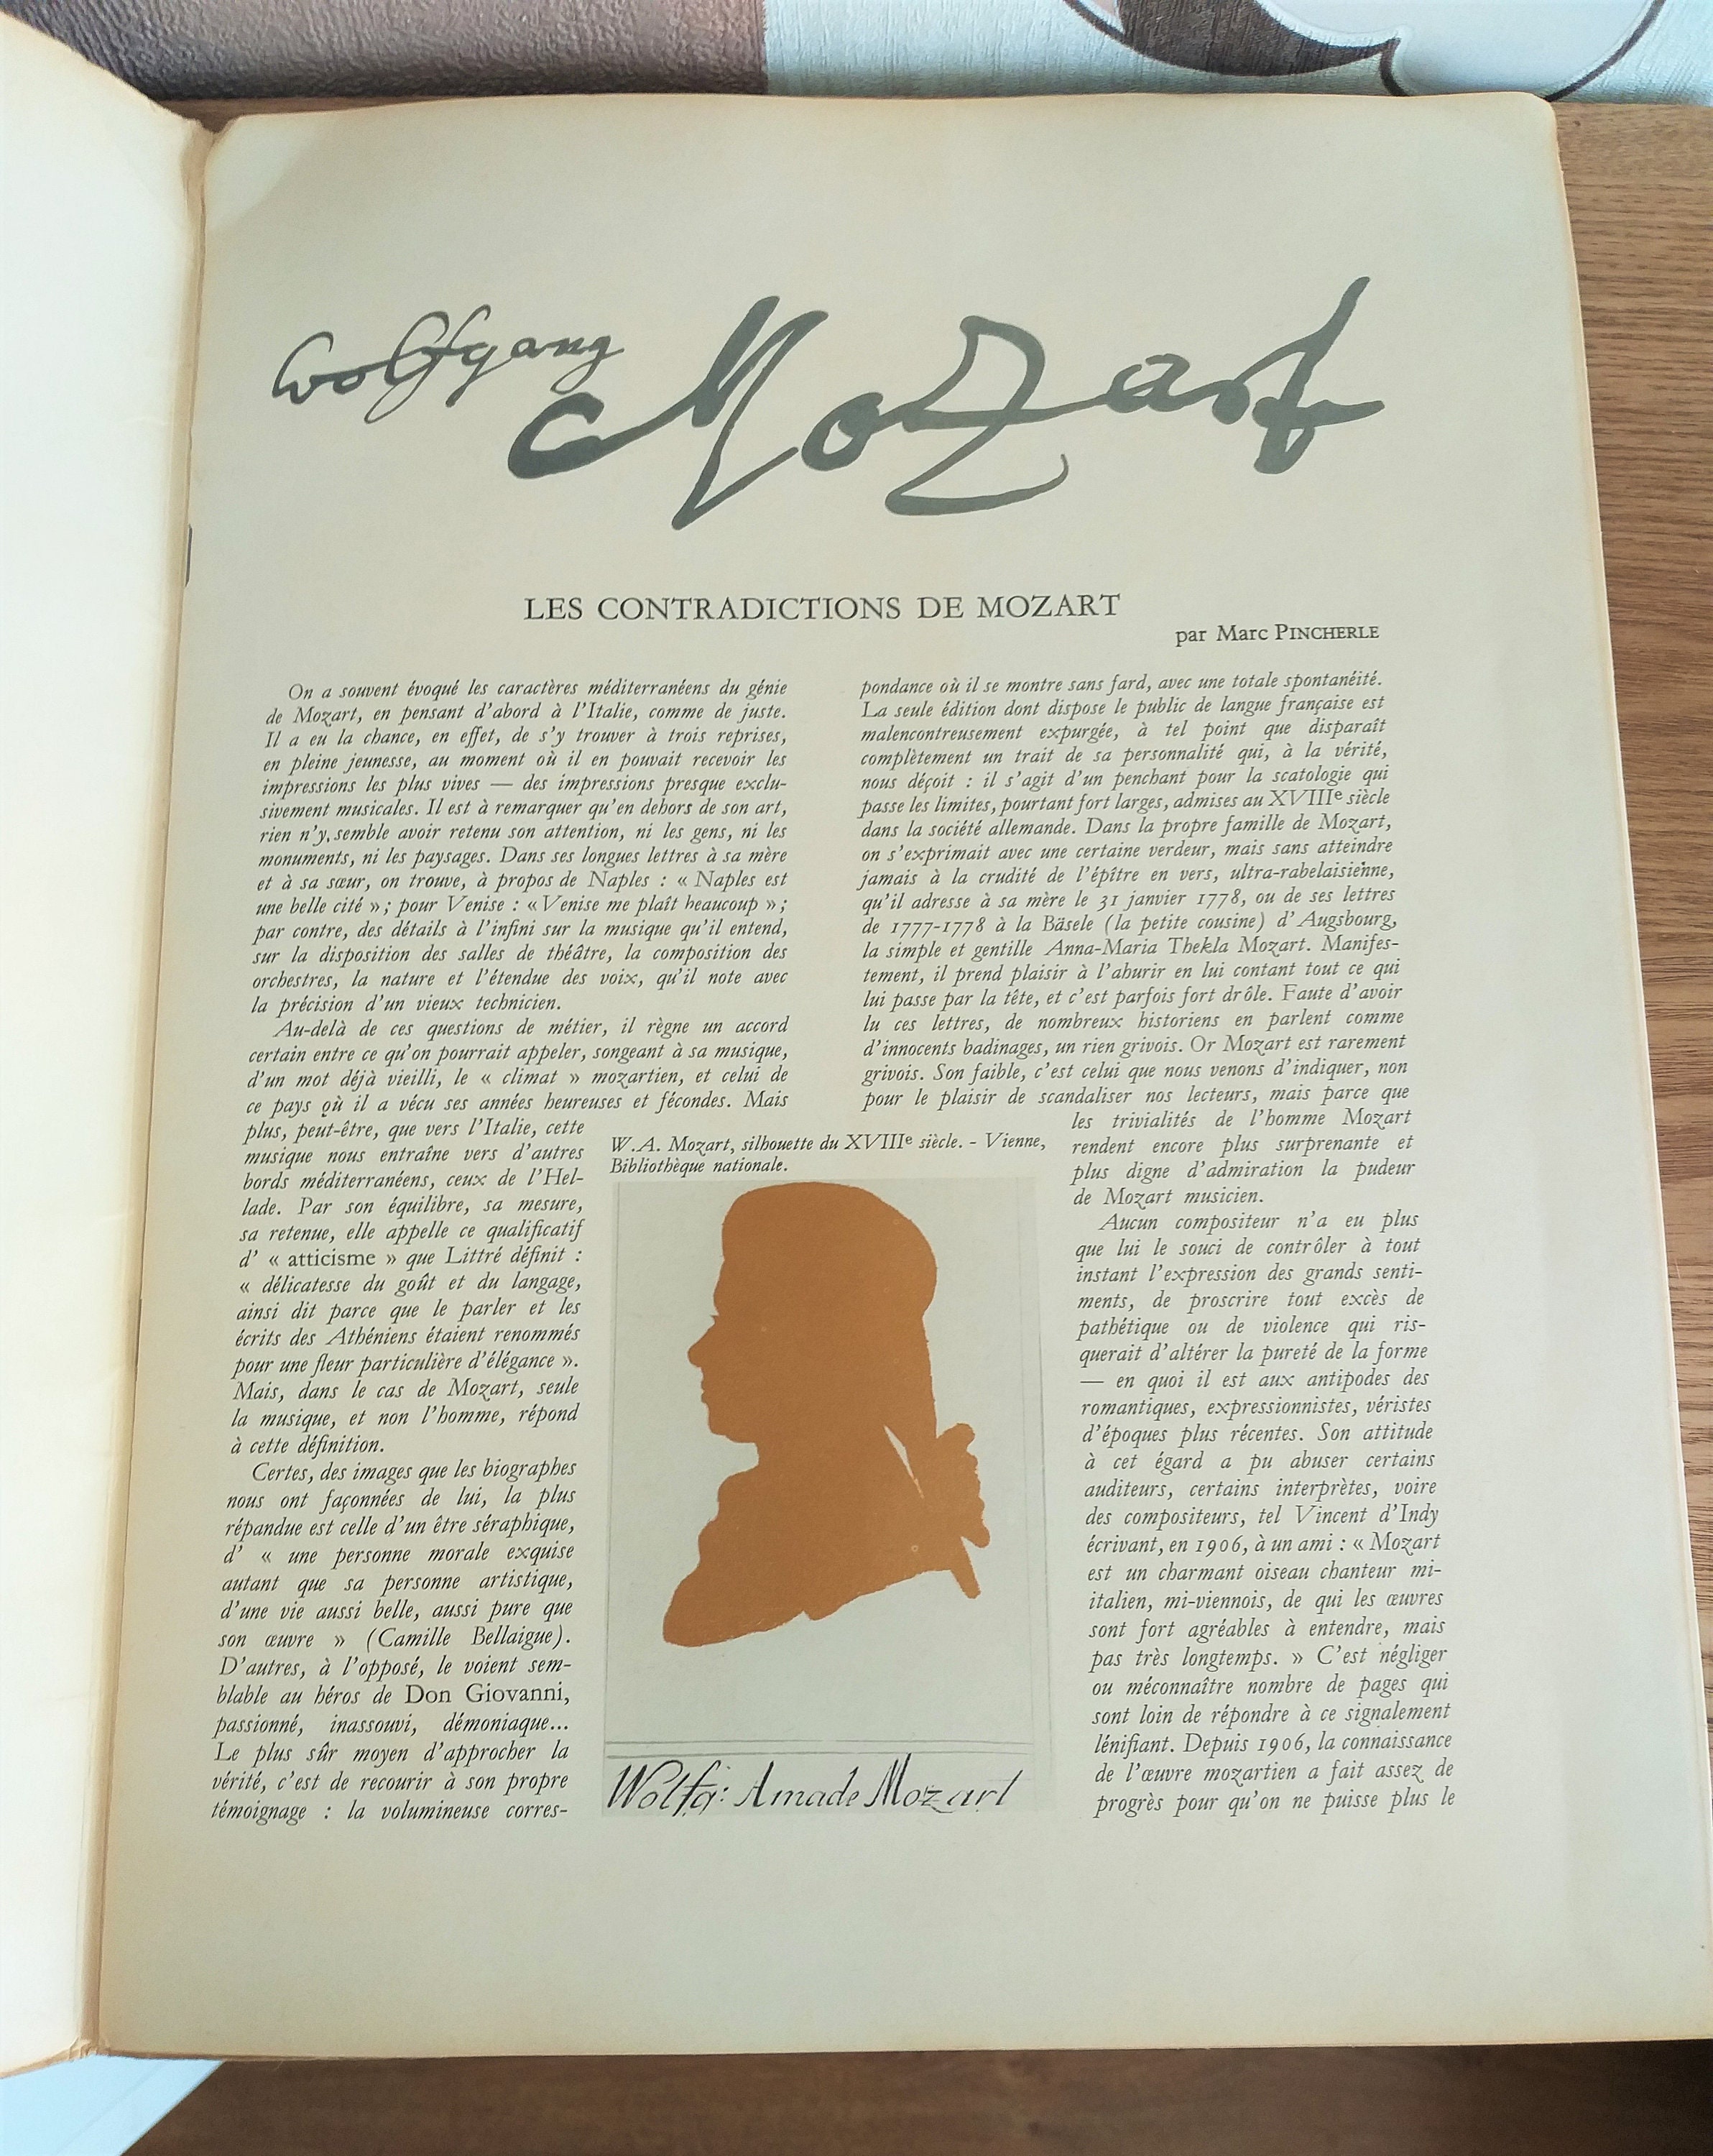 Wolfgang
Mozart
LES CONTRADICTIONS DE MOZART
par Marc PINCHERLE
On a souvent évoqué les caractères méditerranéens du génie
de Mozart, en pensant d'abord à l'Italie, comme de juste.
Il a eu la chance, en effet, de s'y trouver à trois reprises,
en pleine jeunesse, au moment où il en pouvait recevoir les
impressions les plus vives — des impressions presque exclu-
sivement musicales. Il est à remarquer qu'en dehors de son art,
rien n'y semble avoir retenu son attention, ni les gens, ni les
monuments, ni les paysages. Dans ses longues lettres à sa mère
et à sa sœur, on trouve, à propos de Naples : « Naples est
une belle cité » ; pour Venise : « Venise me plaît beaucoup » ;
par contre, des détails à l'infini sur la musique qu'il entend,
sur la disposition des salles de théâtre, la composition des
orchestres, la nature et l'étendue des voix, qu'il note avec
la précision d'un vieux technicien.
Au-delà de ces questions de métier, il règne un accord
certain entre ce qu'on pourrait appeler, songeant à sa musique,
d'un mot déjà vieilli, le « climat » mozartien, et celui de
ce pays où il a vécu ses années heureuses et fécondes. Mais
plus, peut-être, que vers l'Italie, cette
musique nous entraîne vers d'autres
bords méditerranéens, ceux de l'Hel-
lade. Par son équilibre, sa mesure,
sa retenue, elle appelle ce qualificatif
d' « atticisme » que Littré définit :
« délicatesse du goût et du langage,
ainsi dit parce que le parler et les
écrits des Athéniens étaient renommés
pour une fleur particulière d'élégance ».
Mais, dans le cas de Mozart, seule
la musique, et non l'homme, répond
à cette définition.
Certes, des images que les biographes
nous ont façonnées de lui, la plus
répandue est celle d'un être séraphique,
d' « une personne morale exquise
autant que sa personne artistique,
d'une vie aussi belle, aussi pure que
son œuvre » (Camille Bellaigue).
D'autres, à l'opposé, le voient sem-
blable au héros de Don Giovanni,
passionné, inassouvi, démoniaque...
Le plus sûr moyen d'approcher la
vérité, c'est de recourir à son propre
témoignage : la volumineuse corres-
W.A. Mozart, silhouette du XVIIIe siècle. - Vienne,
Bibliothèque nationale.
Wolfg: Amade Mozart
pondance où il se montre sans fard, avec une totale spontanéité.
La seule édition dont dispose le public de langue française est
malencontreusement expurgée, à tel point que disparaît
complètement un trait de sa personnalité qui, à la vérité,
nous déçoit : il s'agit d'un penchant pour la scatologie qui
passe les limites, pourtant fort larges, admises au XVIIIe siècle
dans la société allemande. Dans la propre famille de Mozart,
on s'exprimait avec une certaine verdeur, mais sans atteindre
jamais à la crudité de l'épître en vers, ultra-rabelaisienne,
qu'il adresse à sa mère le 31 janvier 1778, ou de ses lettres
de 1777-1778 à la Bäsele (la petite cousine) d'Augsbourg,
la simple et gentille Anna-Maria Thekla Mozart. Manifes-
tement, il prend plaisir à l'ahurir en lui contant tout ce qui
lui passe par la tête, et c'est parfois fort drôle. Faute d'avoir
lu ces lettres, de nombreux historiens en parlent comme
d'innocents badinages, un rien grivois. Or Mozart est rarement
grivois. Son faible, c'est celui que nous venons d'indiquer, non
pour le plaisir de scandaliser nos lecteurs, mais parce que
les trivialités de l'homme Mozart
rendent encore plus surprenante et
plus digne d'admiration la pudeur
de Mozart musicien.
Aucun compositeur n'a eu plus
que lui le souci de contrôler à tout
instant l'expression des grands senti-
ments, de proscrire tout excès de
pathétique ou de violence qui ris-
querait d'altérer la pureté de la forme
— en quoi il est aux antipodes des
romantiques, expressionnistes, véristes
d'époques plus récentes. Son attitude
à cet égard a pu abuser certains
auditeurs, certains interprètes, voire
des compositeurs, tel Vincent d'Indy
écrivant, en 1906, à un ami : « Mozart
est un charmant oiseau chanteur mi-
italien, mi-viennois, de qui les œuvres
sont fort agréables à entendre, mais
pas très longtemps. » C'est négliger
ou méconnaître nombre de pages qui
sont loin de répondre à ce signalement
lénifiant. Depuis 1906, la connaissance
de l'œuvre mozartien a fait assez de
progrès pour qu'on ne puisse plus le